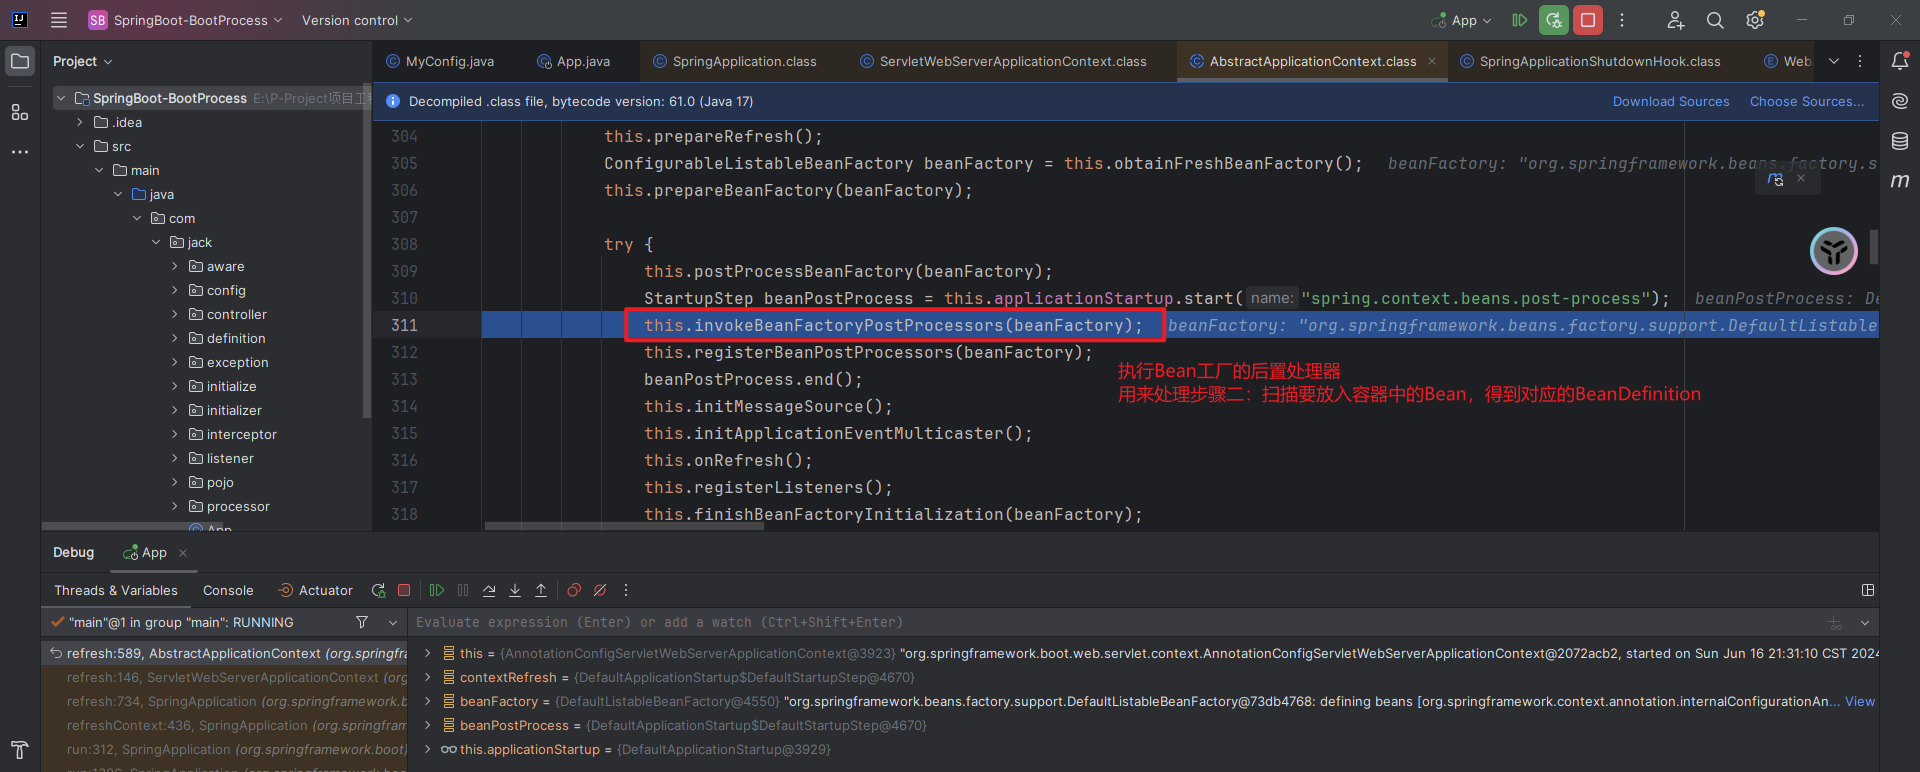 SB SpringBoot-BootProcess Version control App
Project
MyConfig.java App.java SpringApplication.class ServletWebServerApplicationContext.class AbstractApplicationContext.class SpringApplicationShutdownHook.class Web
SpringBoot-BootProcess E:\P-Project项目工程
.idea
src
main
java
com
jack
aware
config
controller
definition
exception
initialize
initializer
interceptor
listener
pojo
processor
App
Decompiled .class file, bytecode version: 61.0 (Java 17) Download Sources Choose Sources...
304 this.prepareRefresh();
305 ConfigurableListableBeanFactory beanFactory = this.obtainFreshBeanFactory(); beanFactory: "org.springframework.beans.factory.s
306 this.prepareBeanFactory(beanFactory);
307
308 try {
309 this.postProcessBeanFactory(beanFactory);
310 StartupStep beanPostProcess = this.applicationStartup.start( name: "spring.context.beans.post-process"); beanPostProcess: De
311 this.invokeBeanFactoryPostProcessors(beanFactory); beanFactory: "org.springframework.beans.factory.support.DefaultListable
312 this.registerBeanPostProcessors(beanFactory);
313 beanPostProcess.end();
314 this.initMessageSource();
315 this.initApplicationEventMulticaster();
316 this.onRefresh();
317 this.registerListeners();
318 this.finishBeanFactoryInitialization(beanFactory);
执行Bean工厂的后置处理器
用来处理步骤二：扫描要放入容器中的Bean，得到对应的BeanDefinition
Debug App
Threads & Variables Console Actuator
"main"@1 in group "main": RUNNING
refresh:589, AbstractApplicationContext (org.springfra
refresh:146, ServletWebServerApplicationContext (org
refresh:734, SpringApplication (org.springframework.b
refreshContext:436, SpringApplication (org.springfram
run:312, SpringApplication (org.springframework.boot)
Evaluate expression (Enter) or add a watch (Ctrl+Shift+Enter)
this = {AnnotationConfigServletWebServerApplicationContext@3923} "org.springframework.boot.web.servlet.context.AnnotationConfigServletWebServerApplicationContext@2072acb2, started on Sun Jun 16 21:31:10 CST 2024
contextRefresh = {DefaultApplicationStartup$DefaultStartupStep@4670}
beanFactory = {DefaultListableBeanFactory@4550} "org.springframework.beans.factory.support.DefaultListableBeanFactory@73db4768: defining beans [org.springframework.context.annotation.internalConfigurationAn... View
beanPostProcess = {DefaultApplicationStartup$DefaultStartupStep@4670}
this.applicationStartup = {DefaultApplicationStartup@3929}